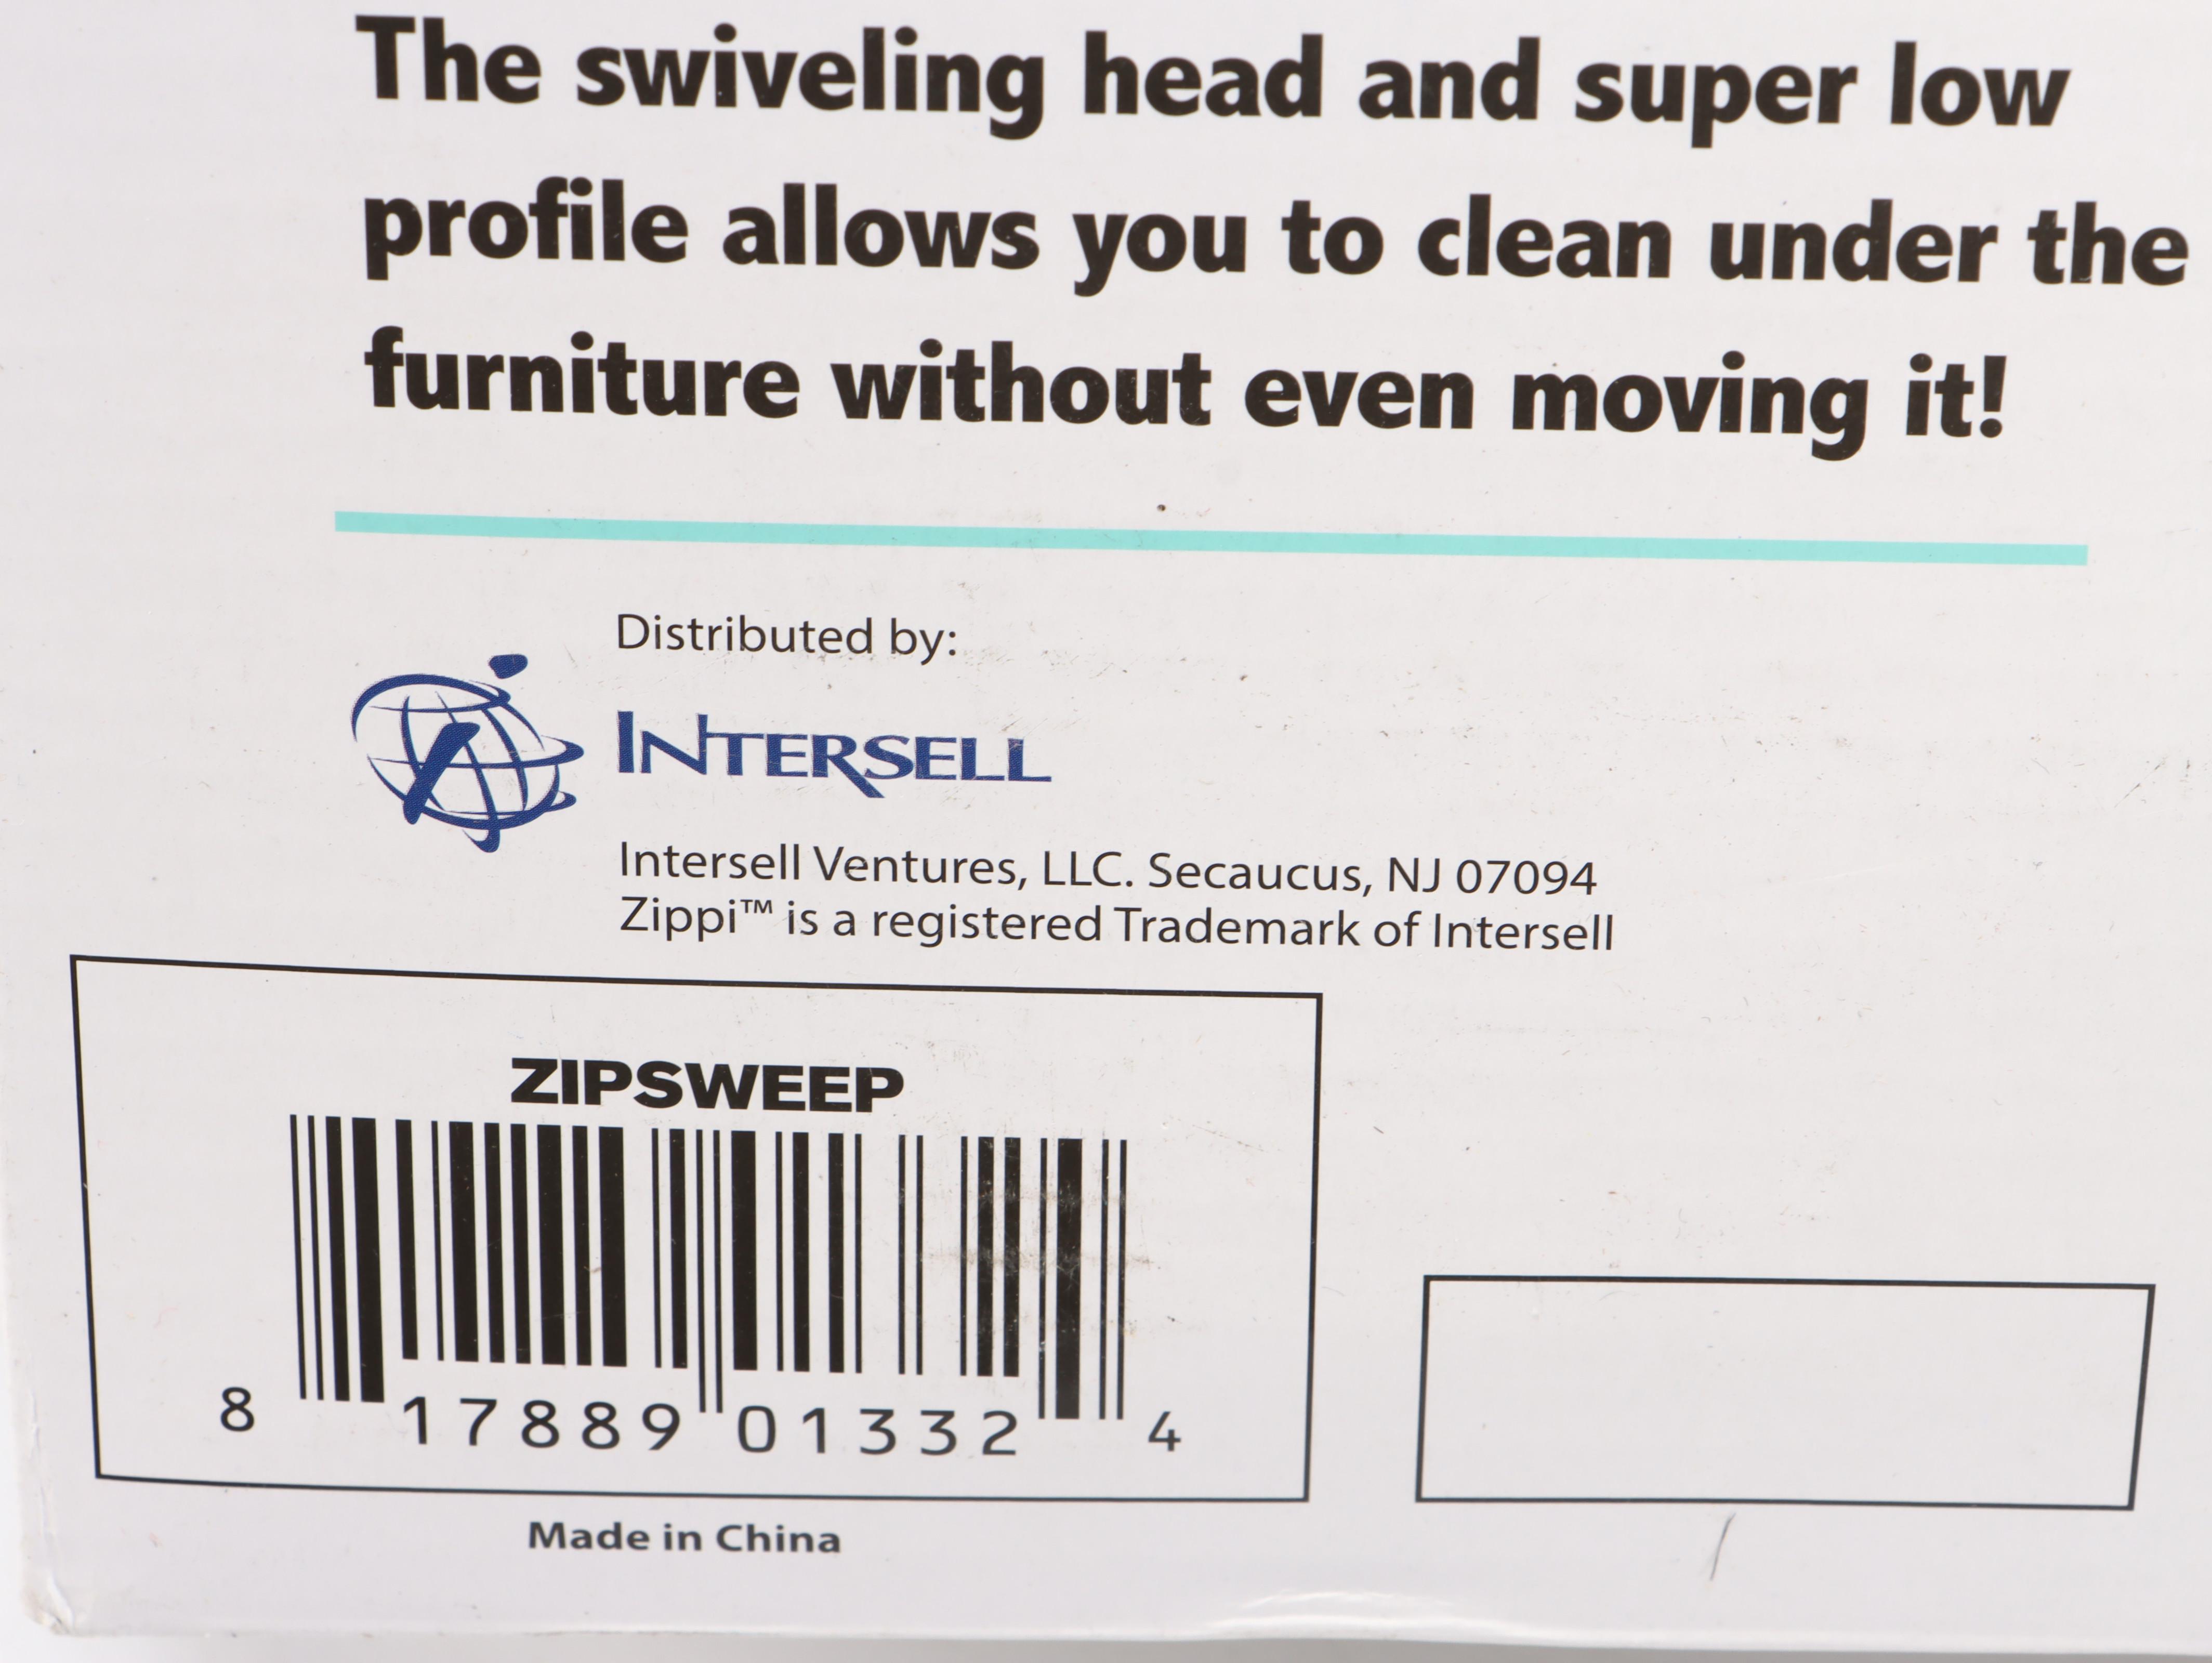 The swiveling head and super low
profile allows you to clean under the
furniture without even moving it!
Distributed by:
INTERSELL
Intersell Ventures, LLC. Secaucus, NJ 07094
Zippi™ is a registered Trademark of Intersell
ZIPSWEEP
8 17889 01332 4
Made in China